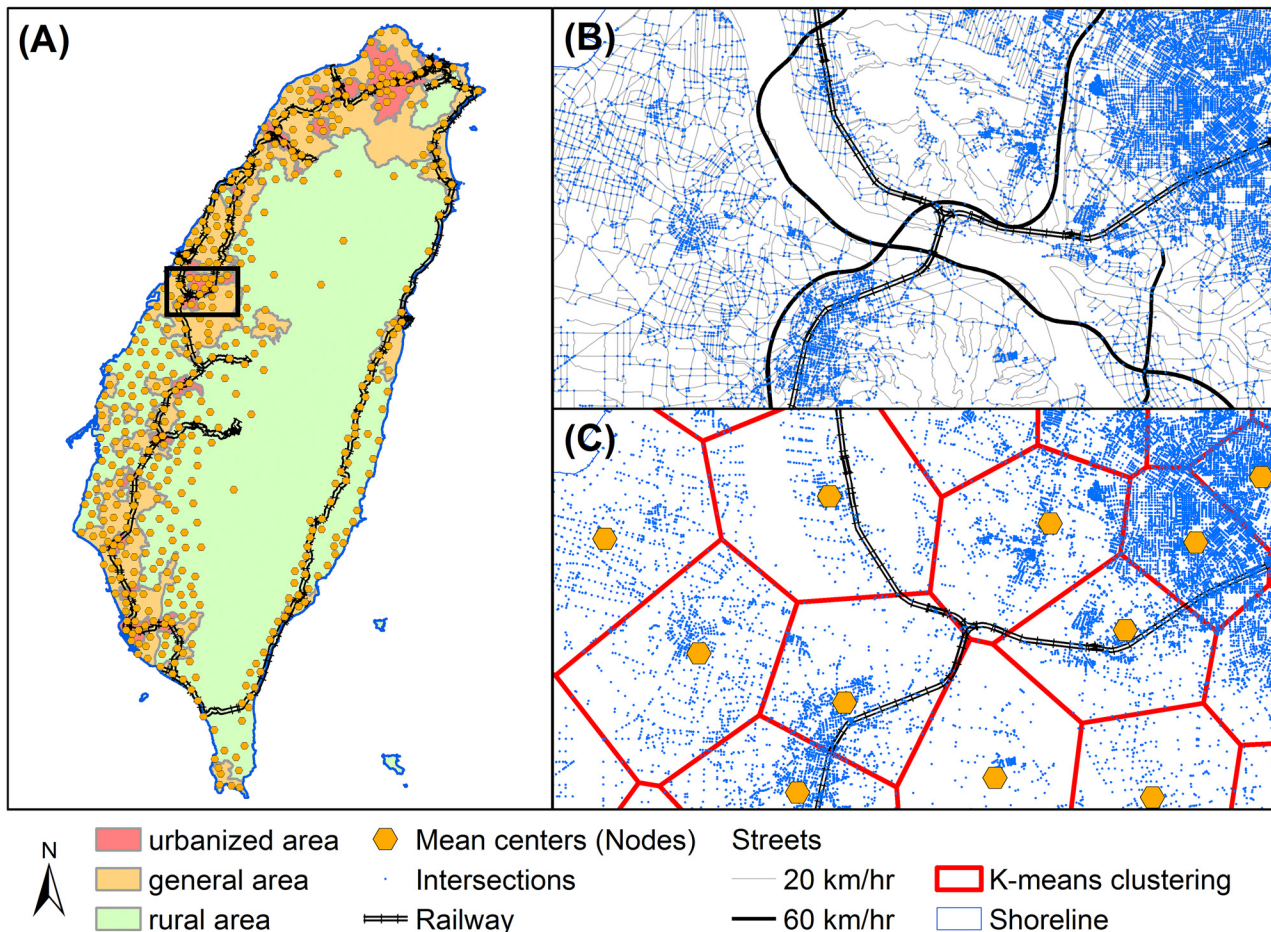 (A)
(B)
(C)
N
urbanized area
general area
rural area
Mean centers (Nodes)
Intersections
Railway
Streets
20 km/hr
60 km/hr
K-means clustering
Shoreline